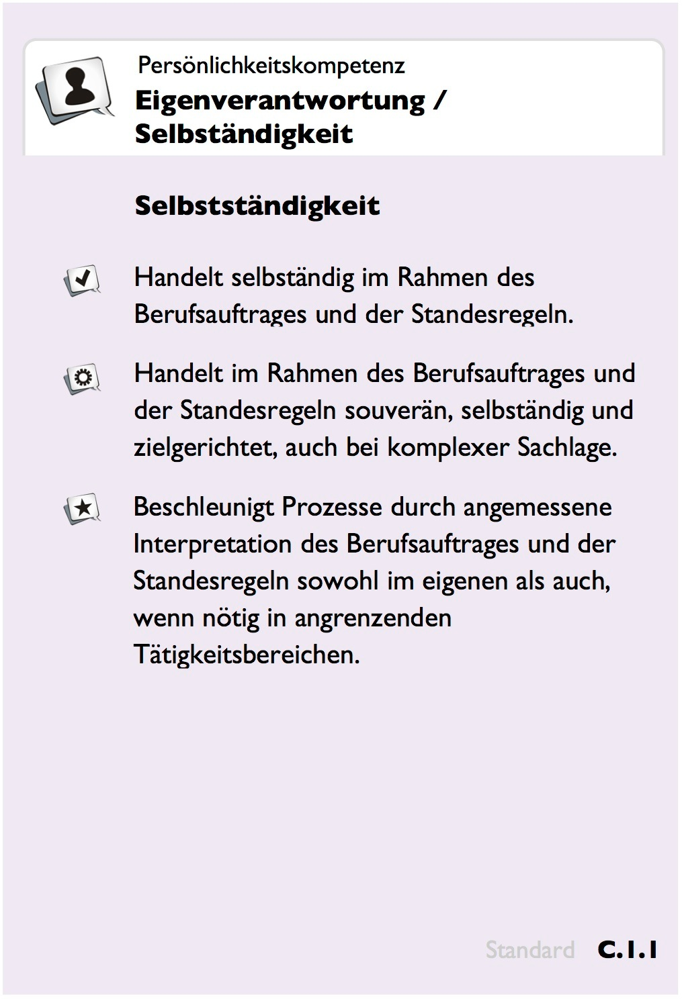 Persönlichkeitskompetenz
Eigenverantwortung /
Selbständigkeit
Selbstständigkeit
Handelt selbständig im Rahmen des
Berufsauftrages und der Standesregeln.
Handelt im Rahmen des Berufsauftrages und
der Standesregeln souverän, selbständig und
zielgerichtet, auch bei komplexer Sachlage.
Beschleunigt Prozesse durch angemessene
Interpretation des Berufsauftrages und der
Standesregeln sowohl im eigenen als auch,
wenn nötig in angrenzenden
Tätigkeitsbereichen.
Standard C.1.1